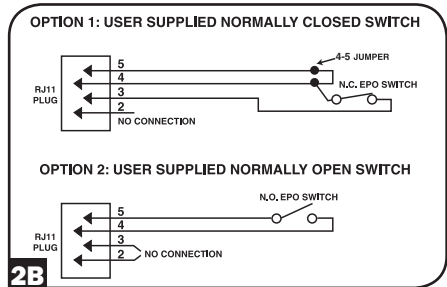 OPTION 1: USER SUPPLIED NORMALLY CLOSED SWITCH
4-5 JUMPER
5
4
RJ11
PLUG
3
N.C. EPO SWITCH
2
NO CONNECTION
OPTION 2: USER SUPPLIED NORMALLY OPEN SWITCH
N.O. EPO SWITCH
5
4
RJ11
PLUG
3
NO CONNECTION
2
2B